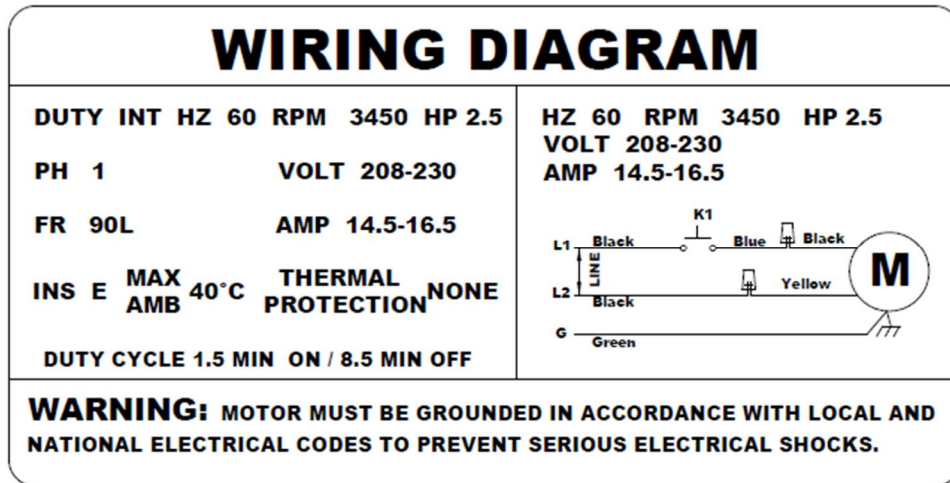 WIRING DIAGRAM
DUTY INT HZ 60 RPM 3450 HP 2.5
PH 1 VOLT 208-230
FR 90L AMP 14.5-16.5
INS E MAX AMB 40°C THERMAL PROTECTION NONE
DUTY CYCLE 1.5 MIN ON / 8.5 MIN OFF
HZ 60 RPM 3450 HP 2.5
VOLT 208-230
AMP 14.5-16.5
K1
L1 Black Blue Black
LINE
M
L2 Black Yellow
G Green
WARNING: MOTOR MUST BE GROUNDED IN ACCORDANCE WITH LOCAL AND
NATIONAL ELECTRICAL CODES TO PREVENT SERIOUS ELECTRICAL SHOCKS.